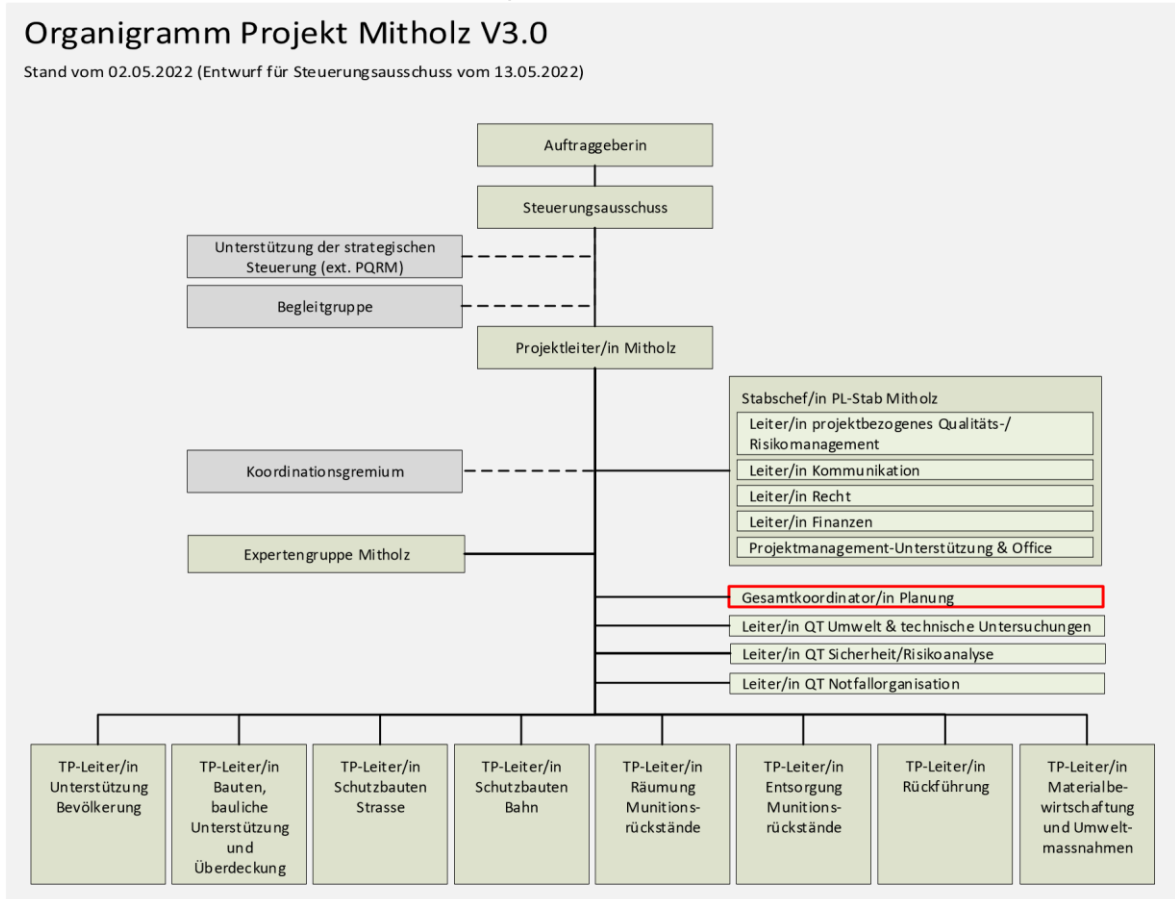 Organigramm Projekt Mitholz V3.0
Stand vom 02.05.2022 (Entwurf für Steuerungsausschuss vom 13.05.2022)
Auftraggeberin
Steuerungsausschuss
Unterstützung der strategischen
Steuerung (ext. PQRM)
Begleitgruppe
Projektleiter/in Mitholz
Stabschef/in PL-Stab Mitholz
Leiter/in projektbezogenes Qualitäts-/
Risikomanagement
Leiter/in Kommunikation
Leiter/in Recht
Leiter/in Finanzen
Projektmanagement-Unterstützung & Office
Koordinationsgremium
Expertengruppe Mitholz
Gesamtkoordinator/in Planung
Leiter/in QT Umwelt & technische Untersuchungen
Leiter/in QT Sicherheit/Risikoanalyse
Leiter/in QT Notfallorganisation
TP-Leiter/in
Unterstützung
Bevölkerung
TP-Leiter/in
Bauten,
bauliche
Unterstützung
und
Überdeckung
TP-Leiter/in
Schutzbauten
Strasse
TP-Leiter/in
Schutzbauten
Bahn
TP-Leiter/in
Räumung
Munitions-
rückstände
TP-Leiter/in
Entsorgung
Munitions-
rückstände
TP-Leiter/in
Rückführung
TP-Leiter/in
Materialbe-
wirtschaftung
und Umwelt-
massnahmen